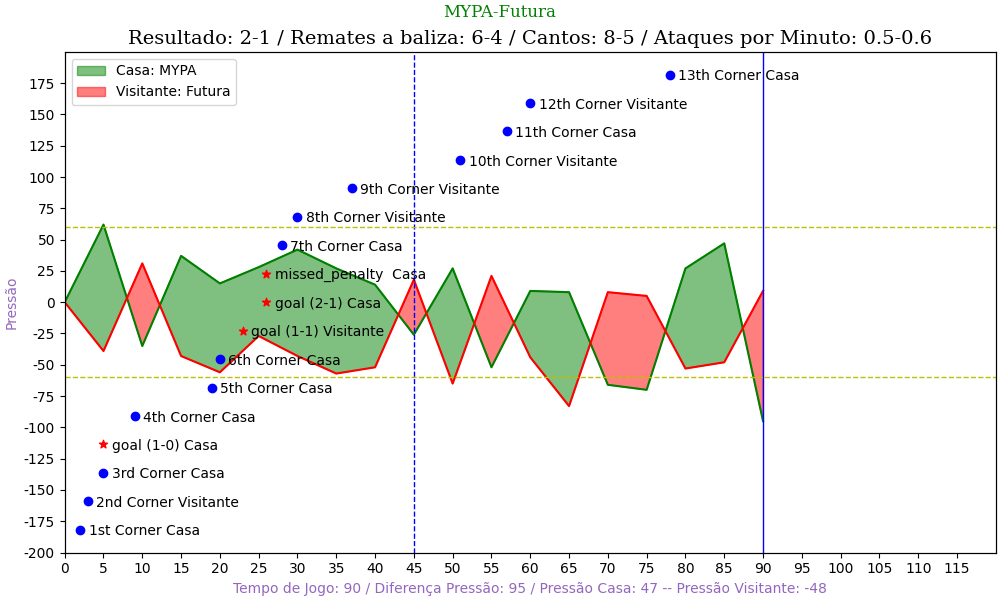 MYPA-Futura
Resultado: 2-1 / Remates a baliza: 6-4 / Cantos: 8-5 / Ataques por Minuto: 0.5-0.6
Casa: MYPA
Visitante: Futura
13th Corner Casa
12th Corner Visitante
11th Corner Casa
10th Corner Visitante
9th Corner Visitante
8th Corner Visitante
7th Corner Casa
missed_penalty  Casa
goal (2-1) Casa
goal (1-1) Visitante
6th Corner Casa
5th Corner Casa
4th Corner Casa
goal (1-0) Casa
3rd Corner Casa
2nd Corner Visitante
1st Corner Casa
Pressão
175
150
125
100
75
50
25
0
-25
-50
-75
-100
-125
-150
-175
-200
0 5 10 15 20 25 30 35 40 45 50 55 60 65 70 75 80 85 90 95 100 105 110 115
Tempo de Jogo: 90 / Diferença Pressão: 95 / Pressão Casa: 47 -- Pressão Visitante: -48